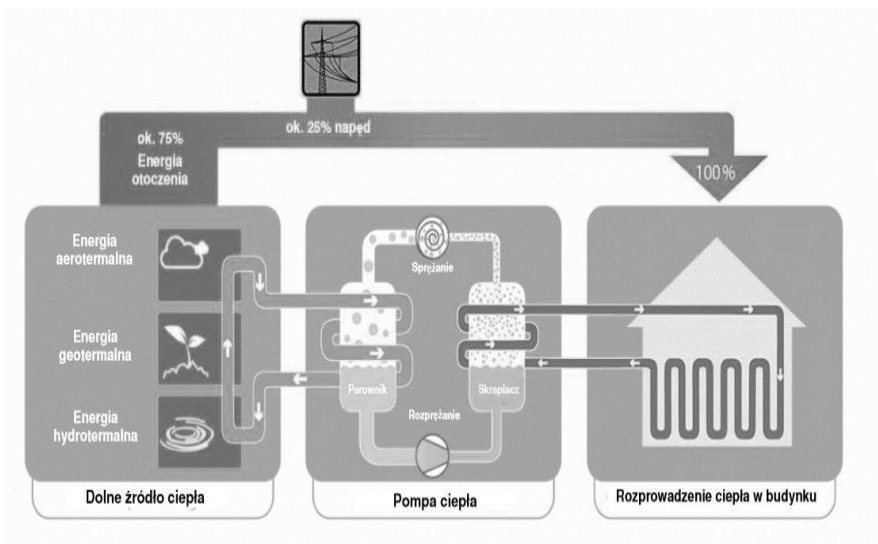 ok. 75%
Energia
otoczenia
ok. 25% napęd
100%
Energia
aerotermalna
Energia
geotermalna
Energia
hydrotermalna
Sprężanie
Parownik
Skraplacz
Rozprężanie
Dolne źródło ciepła
Pompa ciepła
Rozprowadzenie ciepła w budynku